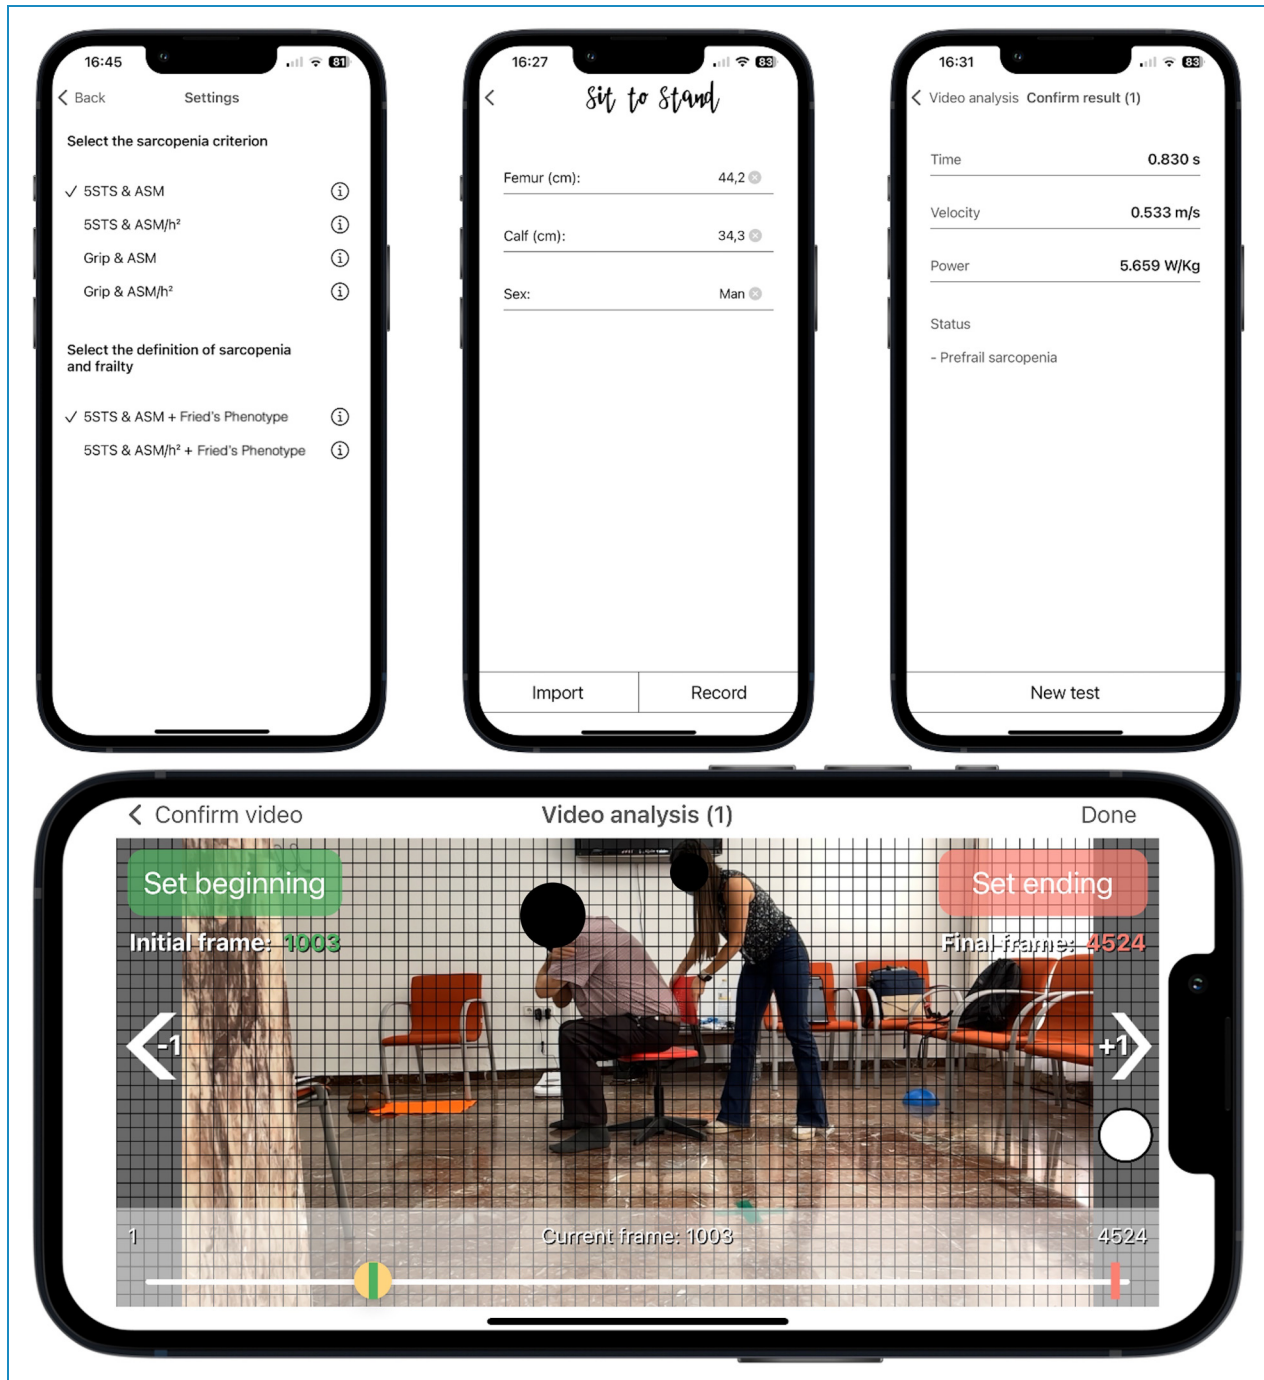 16:45
81
Back
Settings
Select the sarcopenia criterion
✓ 5STS & ASM
5STS & ASM/h²
Grip & ASM
Grip & ASM/h²
Select the definition of sarcopenia
and frailty
✓ 5STS & ASM + Fried's Phenotype
5STS & ASM/h² + Fried's Phenotype
16:27
83
Sit to Stand
Femur (cm): 44,2
Calf (cm): 34,3
Sex: Man
Import
Record
16:31
83
Video analysis Confirm result (1)
Time 0.830 s
Velocity 0.533 m/s
Power 5.659 W/Kg
Status
- Prefrail sarcopenia
New test
Confirm video
Video analysis (1)
Done
Set beginning
Set ending
Initial frame: 1003
Final frame: 4524
-1
+1
1
Current frame: 1003
4524